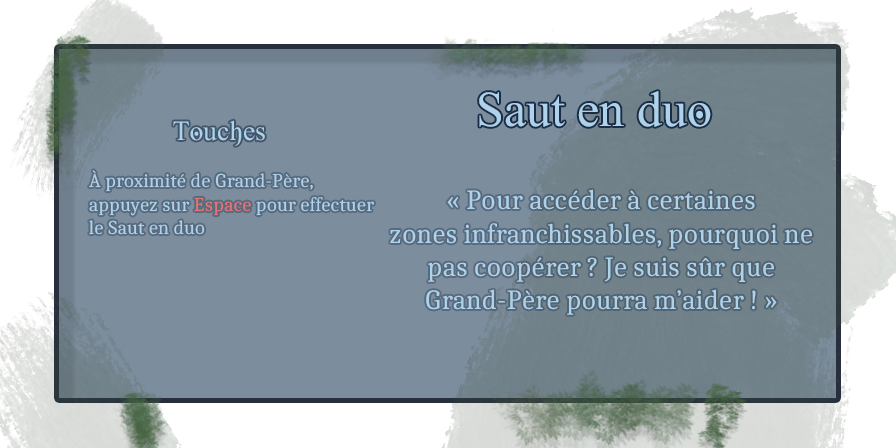 Touches
À proximité de Grand-Père,
appuyez sur Espace pour effectuer
le Saut en duo
Saut en duo
« Pour accéder à certaines
zones infranchissables, pourquoi ne
pas coopérer ? Je suis sûr que
Grand-Père pourra m’aider ! »